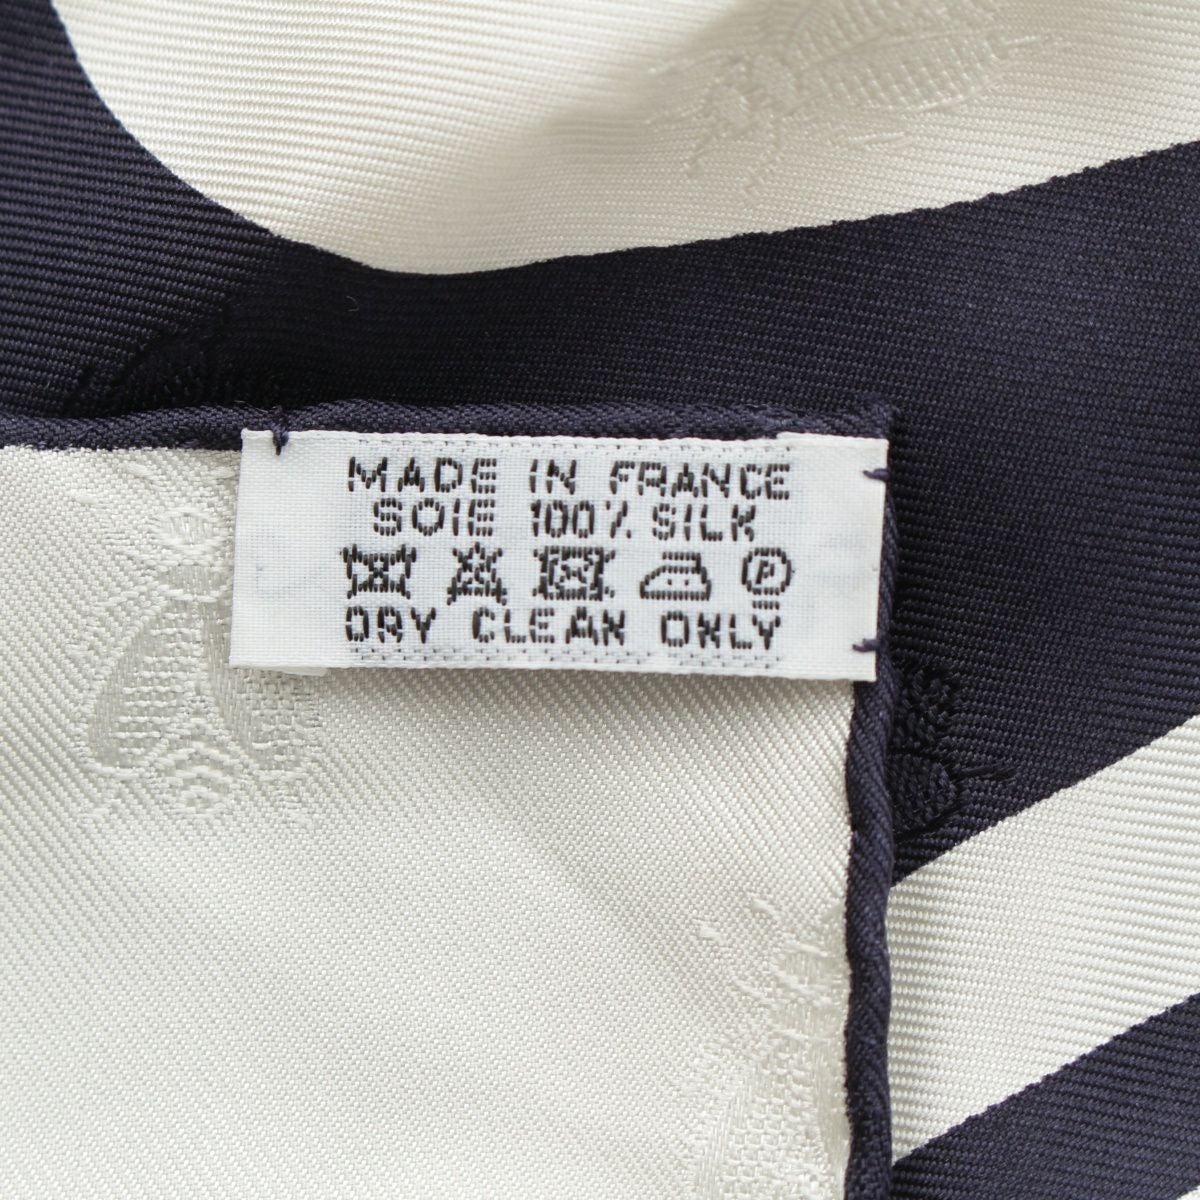 MADE IN FRANCE
SOIE 100% SILK
P
DRY CLEAN ONLY